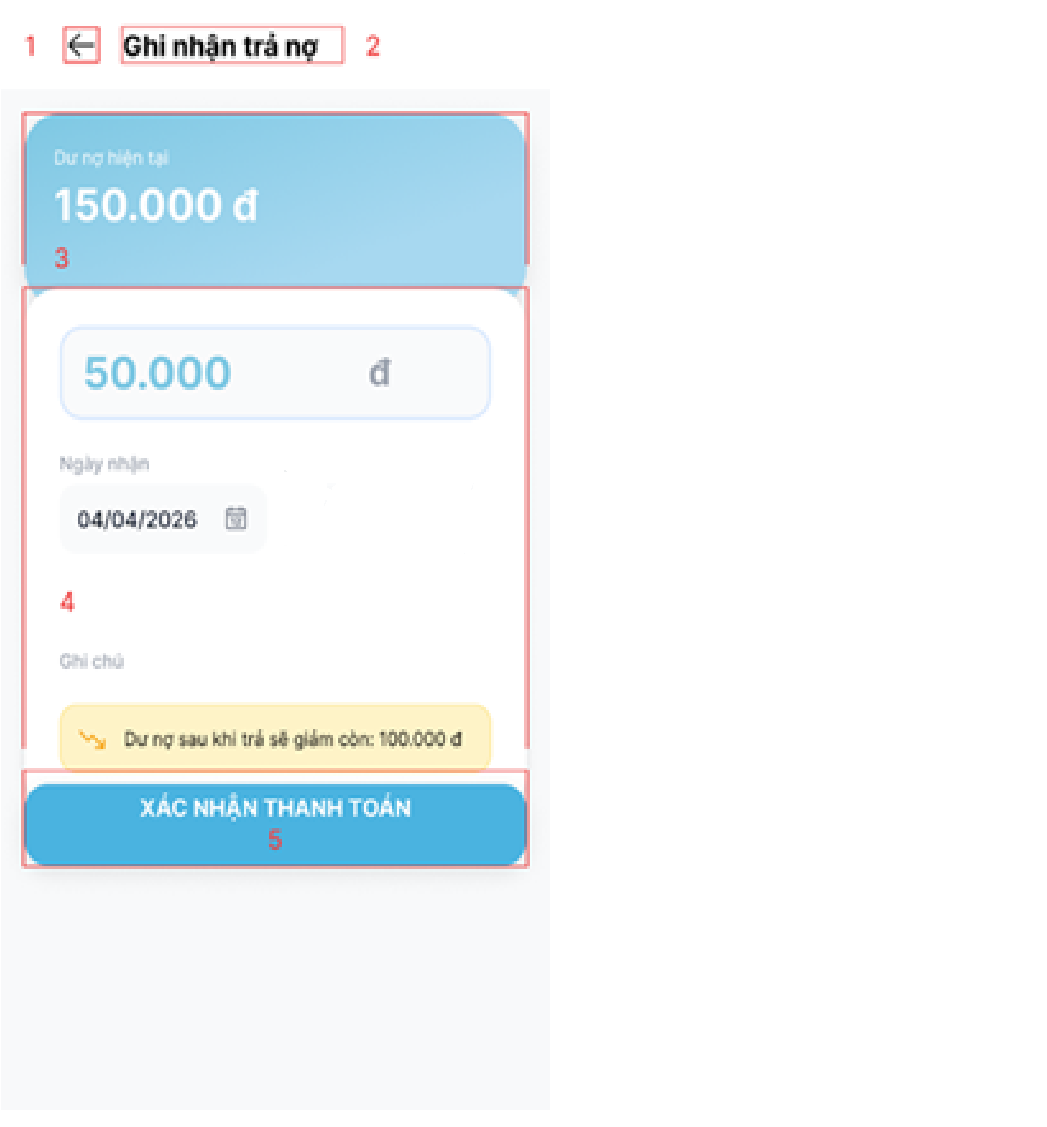 1 ← Ghi nhận trả nợ 2
Dư nợ hiện tại
150.000 đ
3
50.000 đ
Ngày nhận
04/04/2026
4
Ghi chú
Dư nợ sau khi trả sẽ giảm còn: 100.000 đ
XÁC NHẬN THANH TOÁN
5